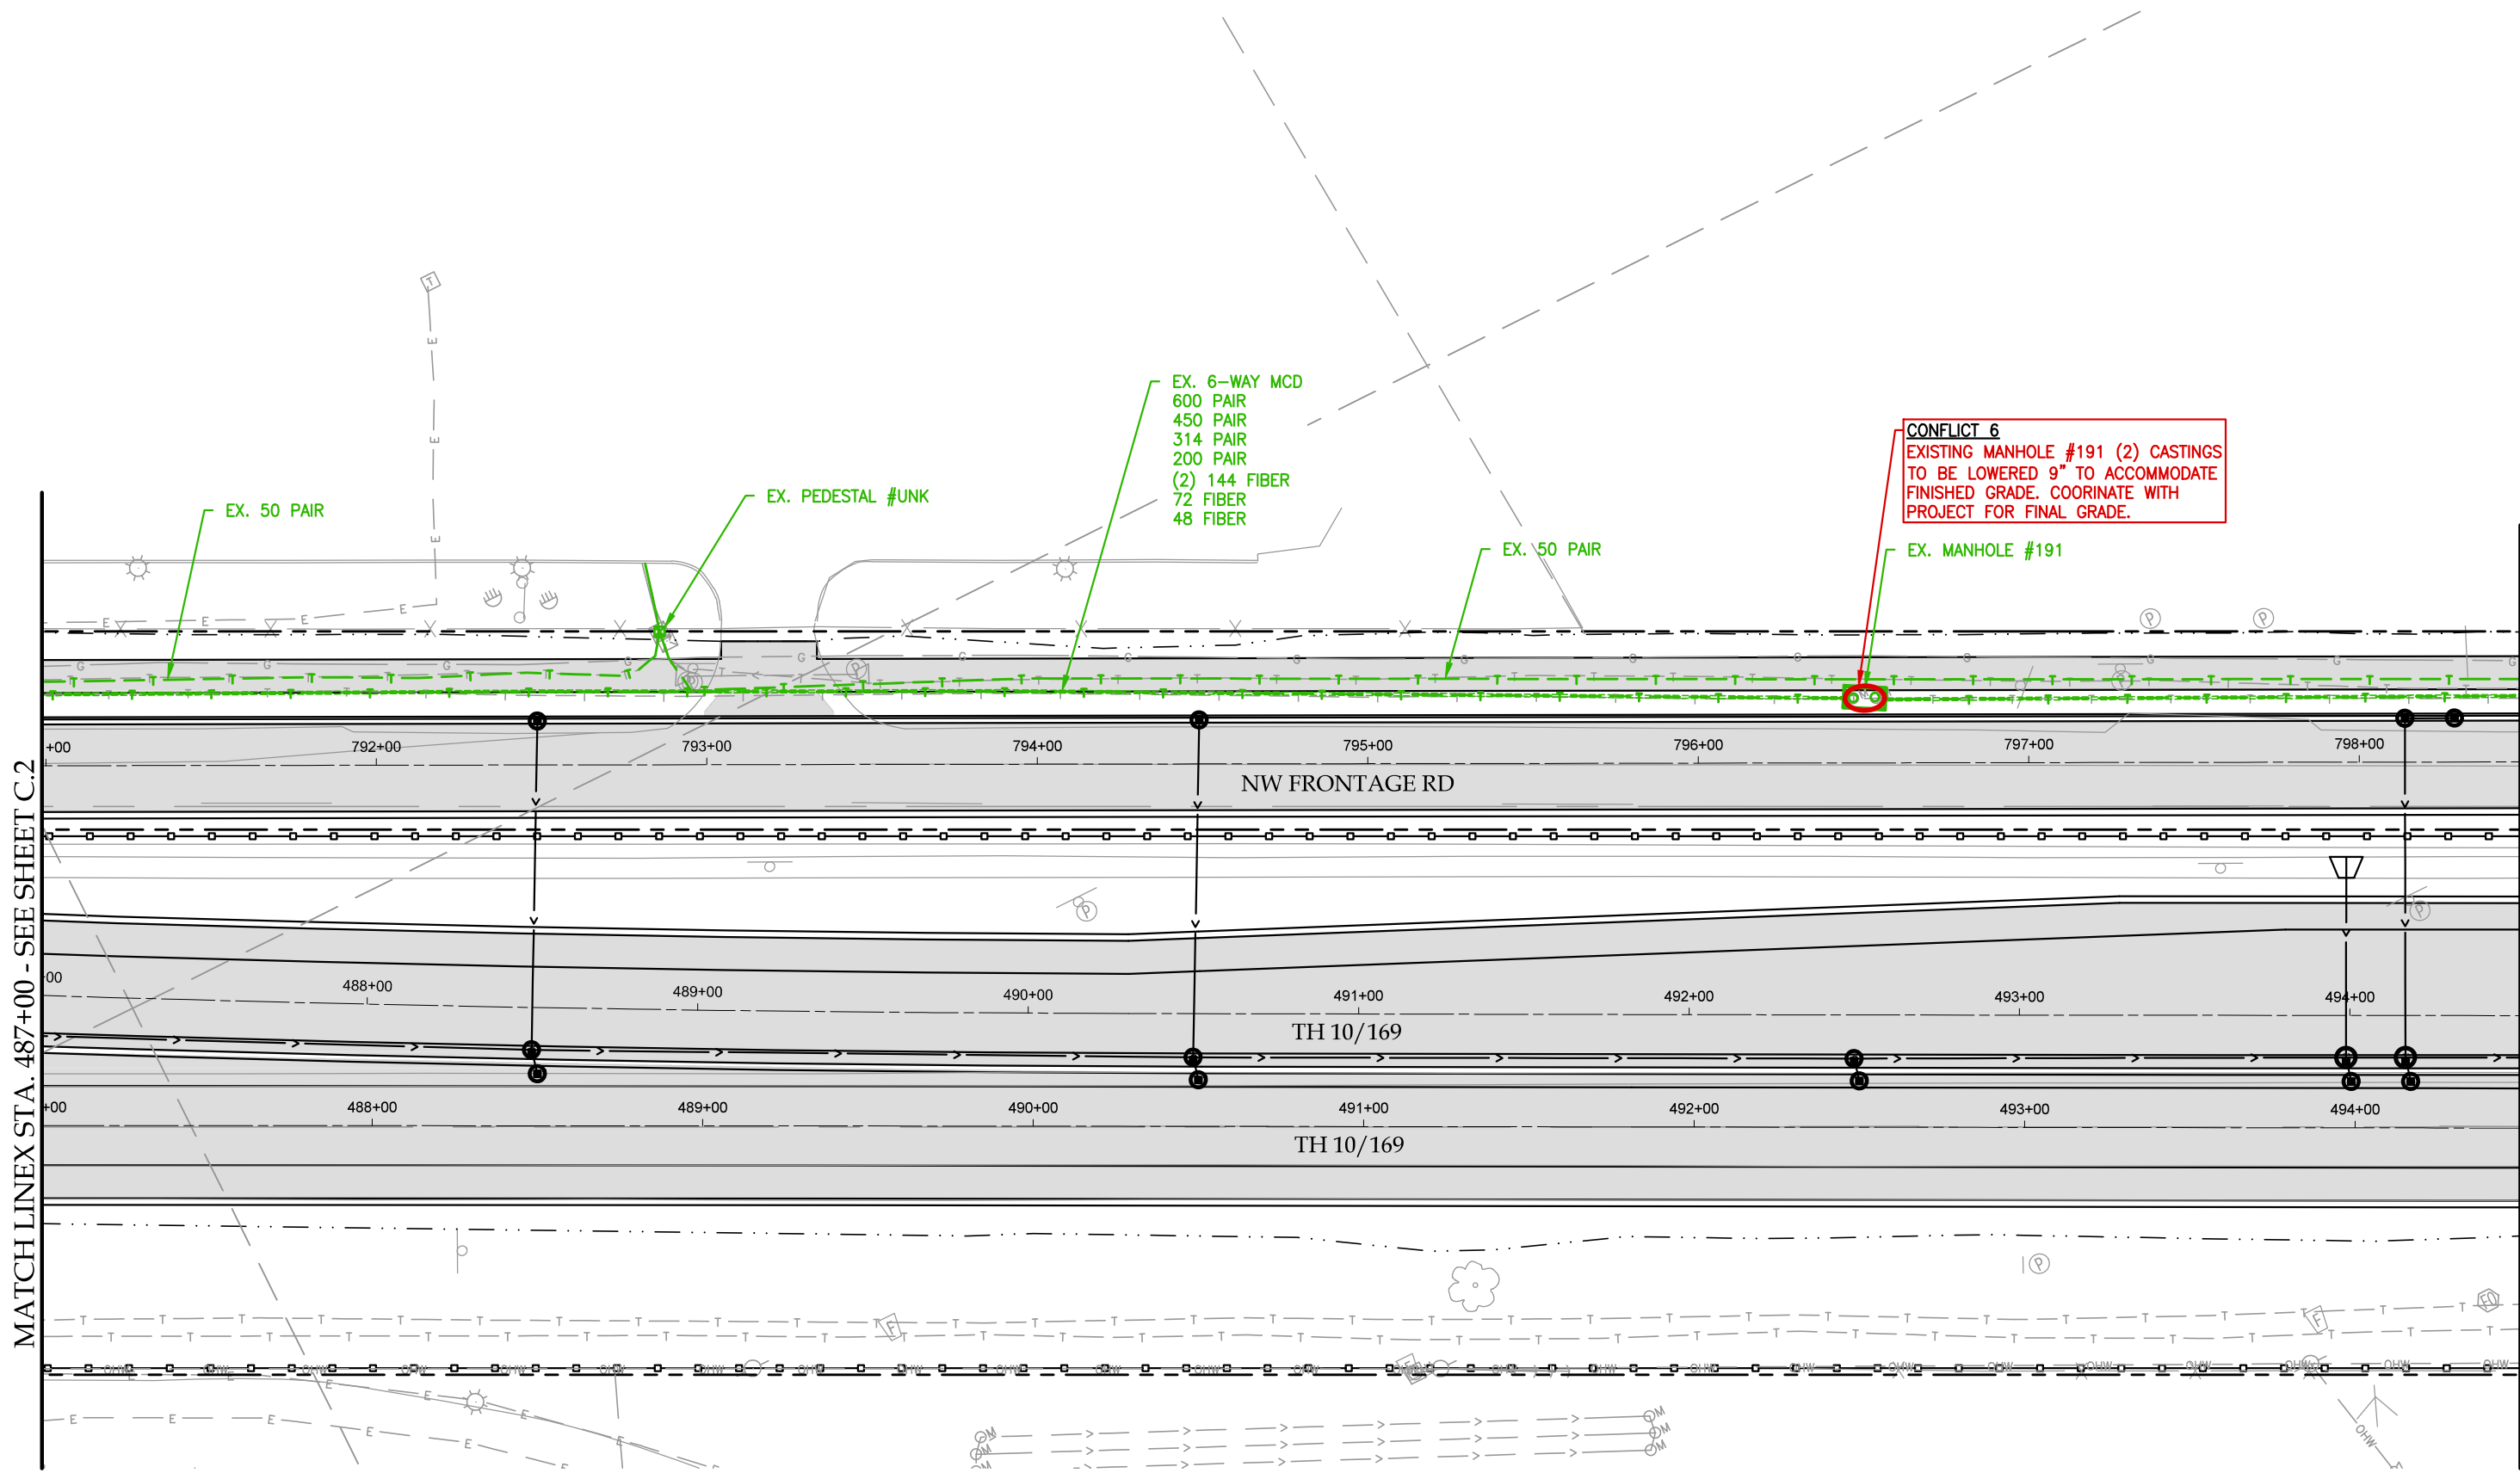 EX. 6-WAY MCD
600 PAIR
450 PAIR
314 PAIR
200 PAIR
(2) 144 FIBER
72 FIBER
48 FIBER
CONFLICT 6
EXISTING MANHOLE #191 (2) CASTINGS
TO BE LOWERED 9" TO ACCOMMODATE
FINISHED GRADE. COORINATE WITH
PROJECT FOR FINAL GRADE.
EX. PEDESTAL #UNK
EX. 50 PAIR
EX. 50 PAIR
EX. MANHOLE #191
+00
792+00
793+00
794+00
795+00
796+00
797+00
798+00
NW FRONTAGE RD
MATCH LINEX STA. 487+00 - SEE SHEET C.2
00
488+00
489+00
490+00
491+00
492+00
493+00
494+00
TH 10/169
+00
488+00
489+00
490+00
491+00
492+00
493+00
494+00
TH 10/169